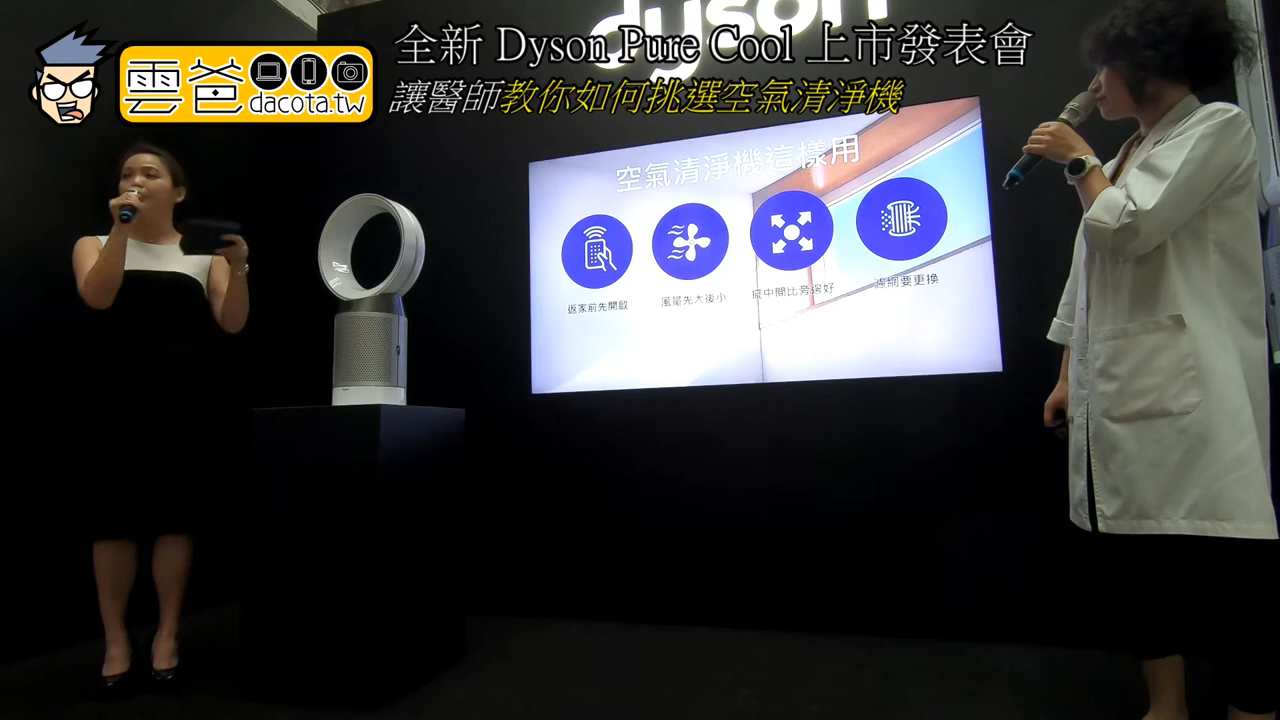 dyson
全新 Dyson Pure Cool 上市發表會
雲爸
dacota.tw
讓醫師教你如何挑選空氣清淨機
空氣清淨機這樣用
返家前先開啟
風量先大後小
擺中間比旁邊好
濾網要更換